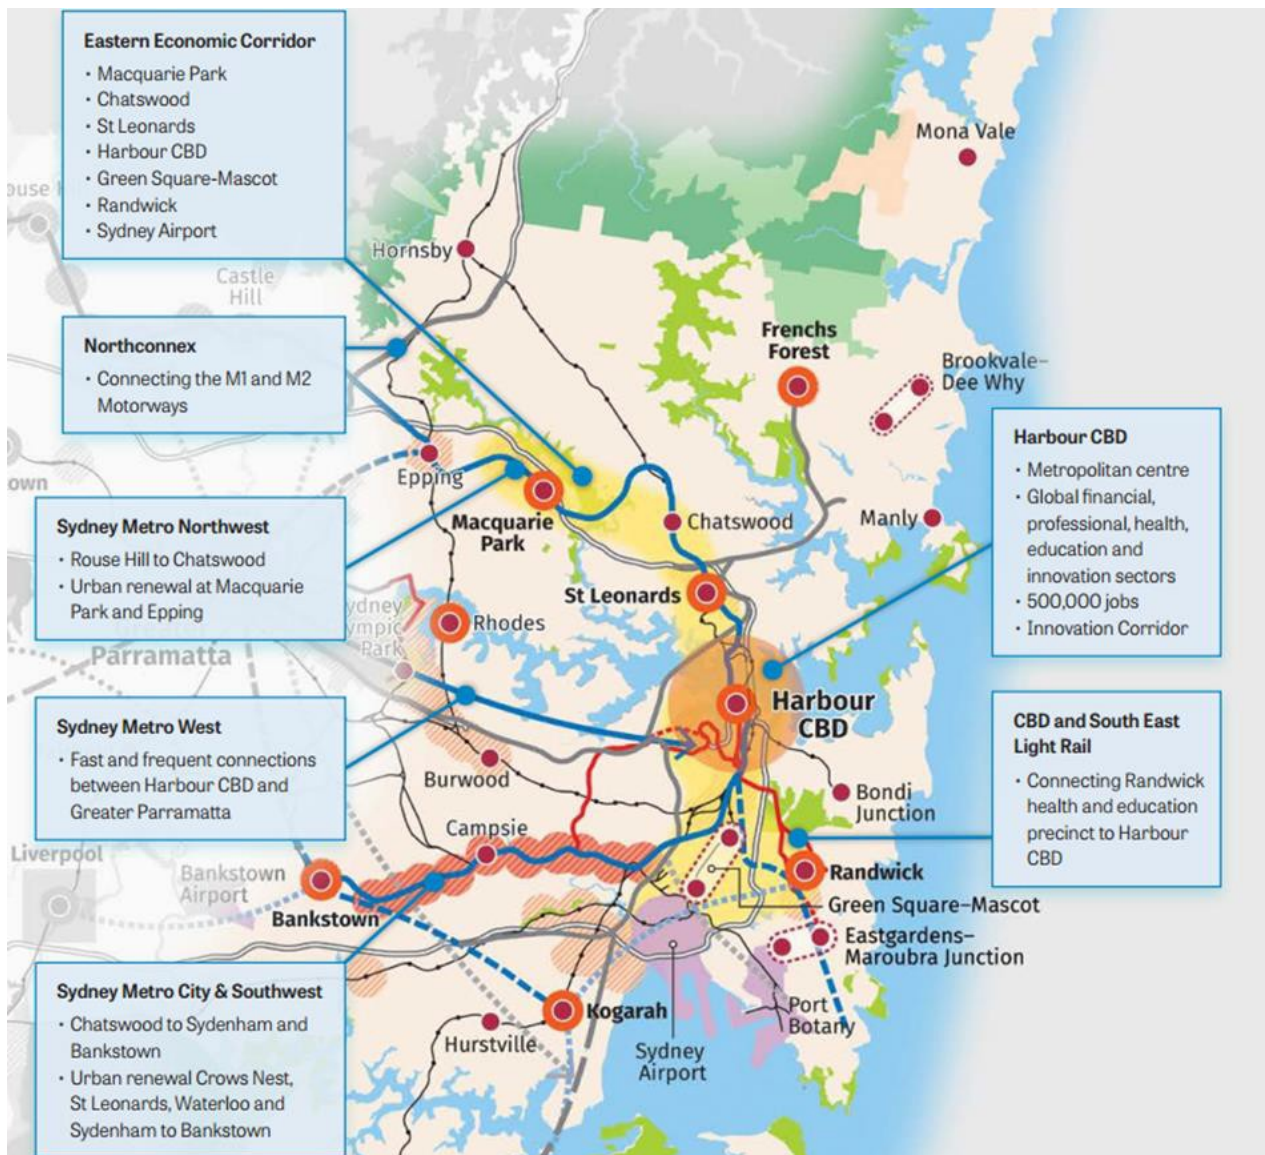 Eastern Economic Corridor
· Macquarie Park
· Chatswood
· St Leonards
· Harbour CBD
· Green Square-Mascot
· Randwick
· Sydney Airport
Northconnex
· Connecting the M1 and M2
Motorways
Sydney Metro Northwest
· Rouse Hill to Chatswood
· Urban renewal at Macquarie
Park and Epping
Sydney Metro West
· Fast and frequent connections
between Harbour CBD and
Greater Parramatta
Sydney Metro City & Southwest
· Chatswood to Sydenham and
Bankstown
· Urban renewal Crows Nest,
St Leonards, Waterloo and
Sydenham to Bankstown
Harbour CBD
· Metropolitan centre
· Global financial,
professional, health,
education and
innovation sectors
· 500,000 jobs
· Innovation Corridor
CBD and South East
Light Rail
· Connecting Randwick
health and education
precinct to Harbour
CBD
Mona Vale
Hornsby
Castle
Hill
Frenchs
Forest
Brookvale–
Dee Why
Epping
Macquarie
Park
Chatswood
Manly
St Leonards
Rhodes
ydney
ympic
Park
Parramatta
Harbour
CBD
Burwood
Bondi
Junction
Campsie
Liverpool
Bankstown
Airport
Bankstown
Randwick
Green Square–Mascot
Eastgardens–
Maroubra Junction
Kogarah
Hurstville
Port
Botany
Sydney
Airport
ouse
own